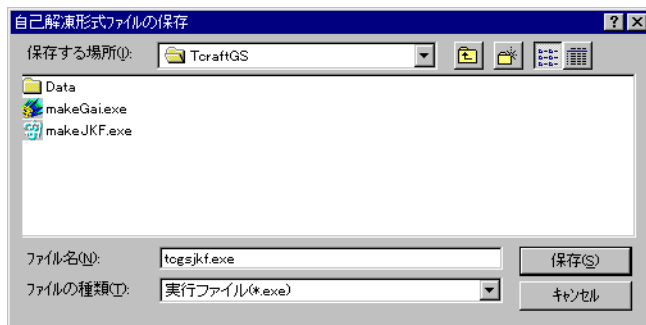 自己解凍形式ファイルの保存
保存する場所(I): TcraftGS
Data
makeGai.exe
makeJKF.exe
ファイル名(N): tcgsjkf.exe 保存(S)
ファイルの種類(T): 実行ファイル(*.exe) キャンセル